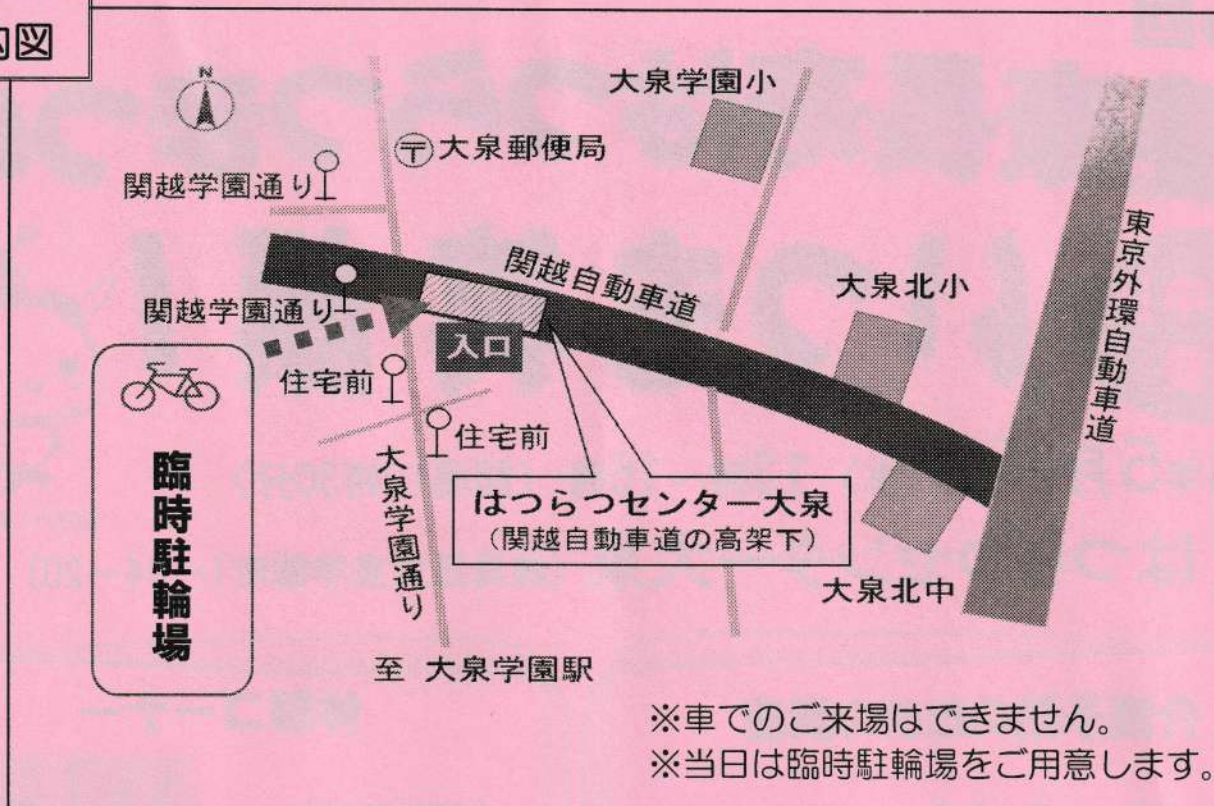 内図
N
大泉学園小
〒大泉郵便局
関越学園通り
東京外環自動車道
関越自動車道
大泉北小
関越学園通り
入口
住宅前
住宅前
臨時駐輪場
大泉学園通り
はつらつセンター大泉
(関越自動車道の高架下)
大泉北中
至 大泉学園駅
※車でのご来場はできません。
※当日は臨時駐輪場をご用意します。